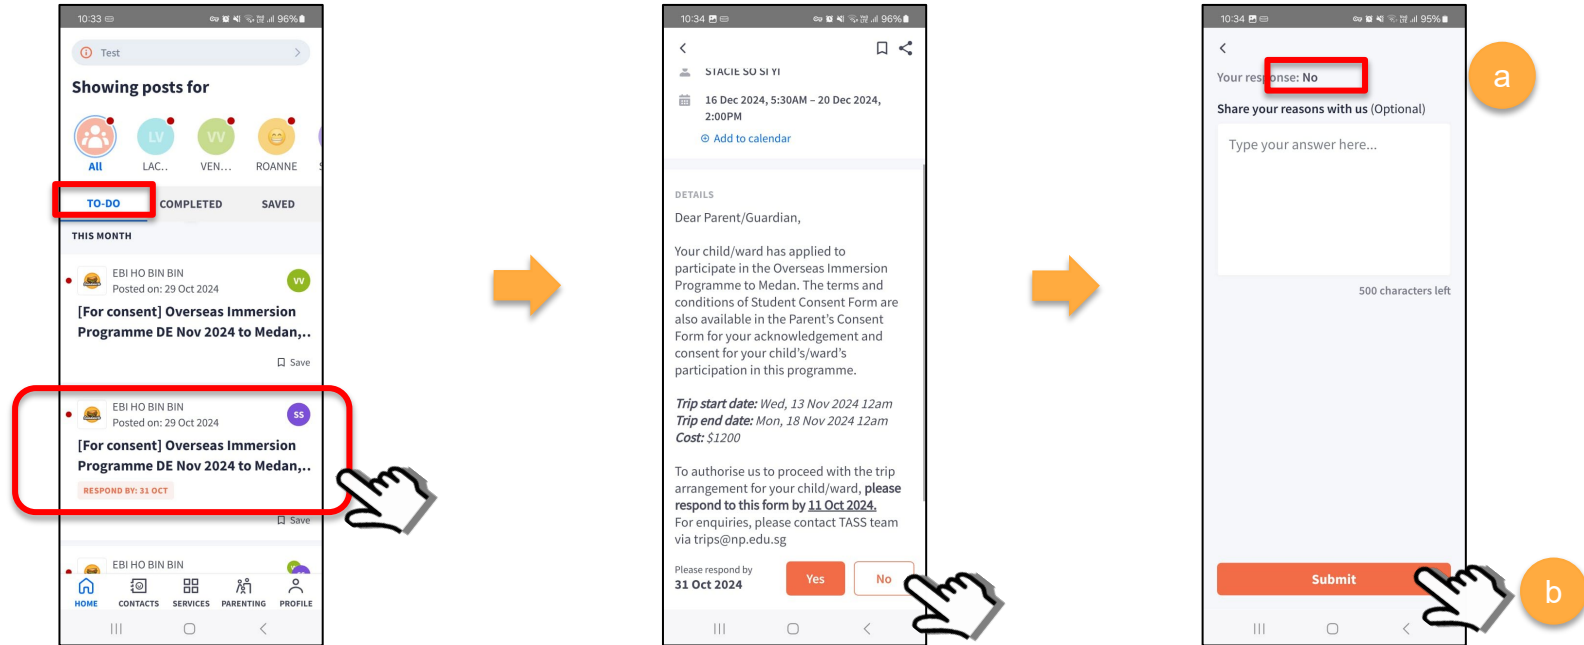 10:33
96%
Test
Showing posts for
LV
VV
All
LAC..
VEN...
ROANNE
TO-DO
COMPLETED
SAVED
THIS MONTH
EBI HO BIN BIN
Posted on: 29 Oct 2024
VV
[For consent] Overseas Immersion
Programme DE Nov 2024 to Medan,..
Save
EBI HO BIN BIN
Posted on: 29 Oct 2024
SS
[For consent] Overseas Immersion
Programme DE Nov 2024 to Medan,..
RESPOND BY: 31 OCT
Save
EBI HO BIN BIN
HOME
CONTACTS
SERVICES
PARENTING
PROFILE
10:34
96%
STACIE SO SI YI
16 Dec 2024, 5:30AM – 20 Dec 2024,
2:00PM
Add to calendar
DETAILS
Dear Parent/Guardian,
Your child/ward has applied to
participate in the Overseas Immersion
Programme to Medan. The terms and
conditions of Student Consent Form are
also available in the Parent's Consent
Form for your acknowledgement and
consent for your child's/ward's
participation in this programme.
Trip start date: Wed, 13 Nov 2024 12am
Trip end date: Mon, 18 Nov 2024 12am
Cost: $1200
To authorise us to proceed with the trip
arrangement for your child/ward, please
respond to this form by 11 Oct 2024.
For enquiries, please contact TASS team
via trips@np.edu.sg
Please respond by
31 Oct 2024
Yes
No
10:34
95%
Your response: No
Share your reasons with us (Optional)
Type your answer here...
500 characters left
Submit
a
b